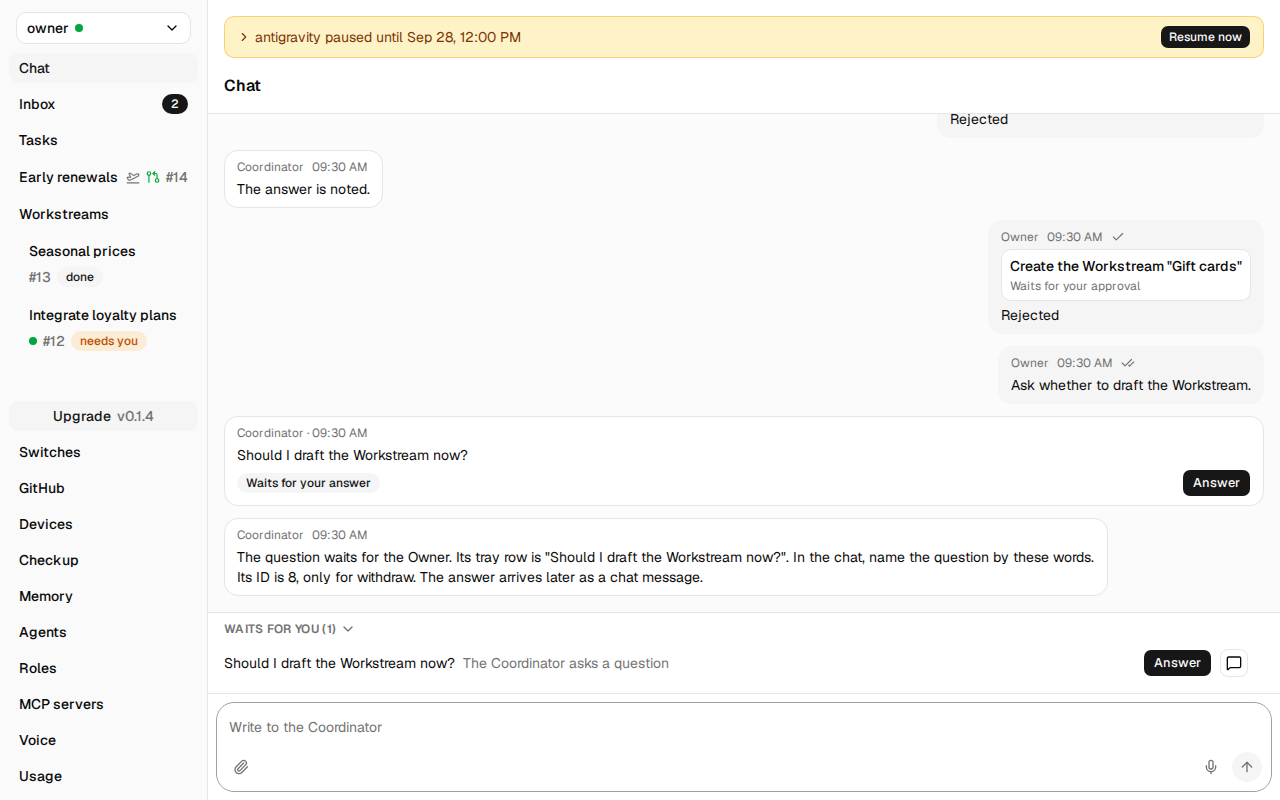 owner
Chat
Inbox 2
Tasks
Early renewals #14
Workstreams
Seasonal prices
#13 done
Integrate loyalty plans
#12 needs you
Upgrade v0.1.4
Switches
GitHub
Devices
Checkup
Memory
Agents
Roles
MCP servers
Voice
Usage
antigravity paused until Sep 28, 12:00 PM
Resume now
Chat
Rejected
Coordinator 09:30 AM
The answer is noted.
Owner 09:30 AM
Create the Workstream "Gift cards"
Waits for your approval
Rejected
Owner 09:30 AM
Ask whether to draft the Workstream.
Coordinator · 09:30 AM
Should I draft the Workstream now?
Waits for your answer
Answer
Coordinator 09:30 AM
The question waits for the Owner. Its tray row is "Should I draft the Workstream now?". In the chat, name the question by these words.
Its ID is 8, only for withdraw. The answer arrives later as a chat message.
WAITS FOR YOU (1)
Should I draft the Workstream now? The Coordinator asks a question
Answer
Write to the Coordinator